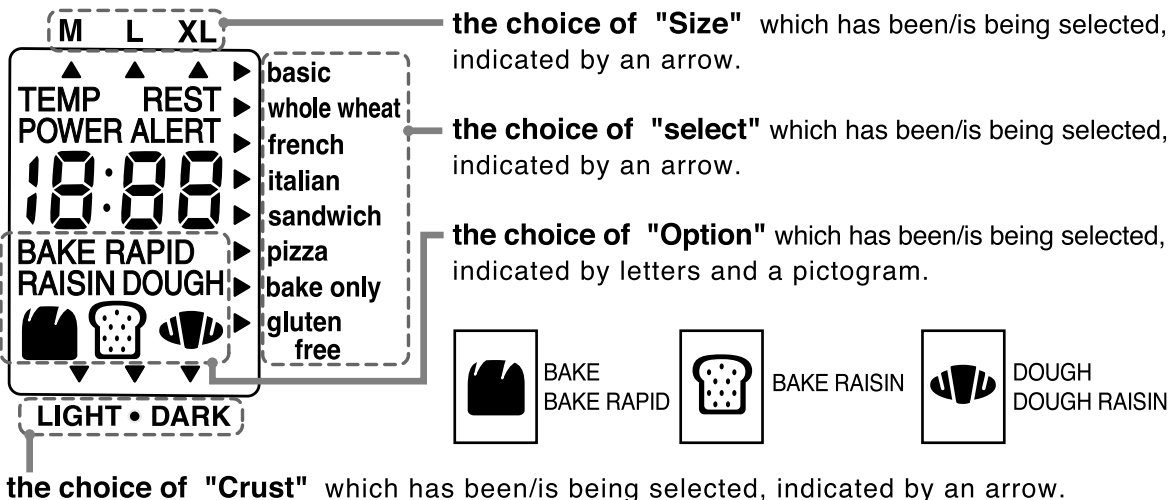 M L XL
the choice of "Size" which has been/is being selected,
indicated by an arrow.
TEMP REST
POWER ALERT
18:88
BAKE RAPID
RAISIN DOUGH
basic
whole wheat
french
italian
sandwich
pizza
bake only
gluten
free
the choice of "select" which has been/is being selected,
indicated by an arrow.
the choice of "Option" which has been/is being selected,
indicated by letters and a pictogram.
BAKE
BAKE RAPID
BAKE RAISIN
DOUGH
DOUGH RAISIN
LIGHT • DARK
the choice of "Crust" which has been/is being selected, indicated by an arrow.